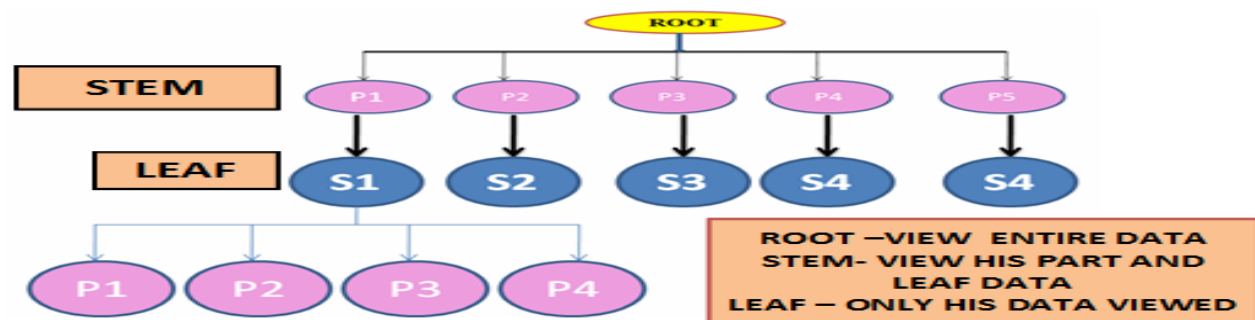 ROOT
STEM
P1 P2 P3 P4 P5
LEAF
S1 S2 S3 S4 S4
P1 P2 P3 P4
ROOT –VIEW ENTIRE DATA
STEM- VIEW HIS PART AND
LEAF DATA
LEAF – ONLY HIS DATA VIEWED